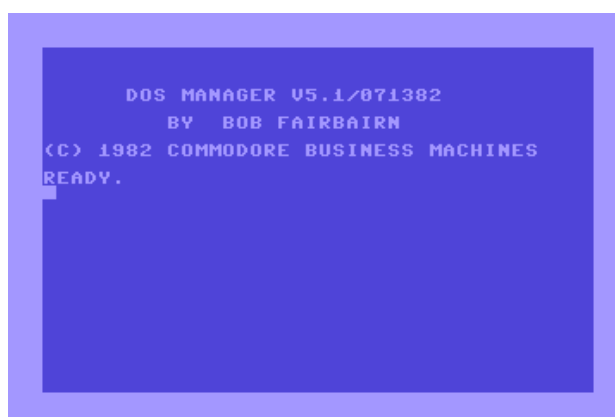 DOS MANAGER V5.1/071382
BY BOB FAIRBAIRN
(C) 1982 COMMODORE BUSINESS MACHINES
READY.